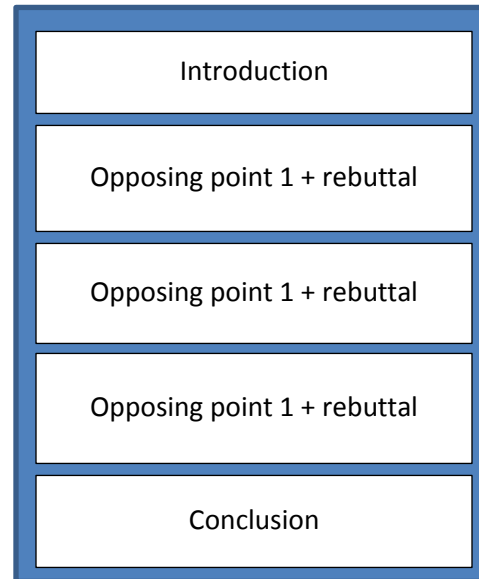 Introduction
Opposing point 1 + rebuttal
Opposing point 1 + rebuttal
Opposing point 1 + rebuttal
Conclusion